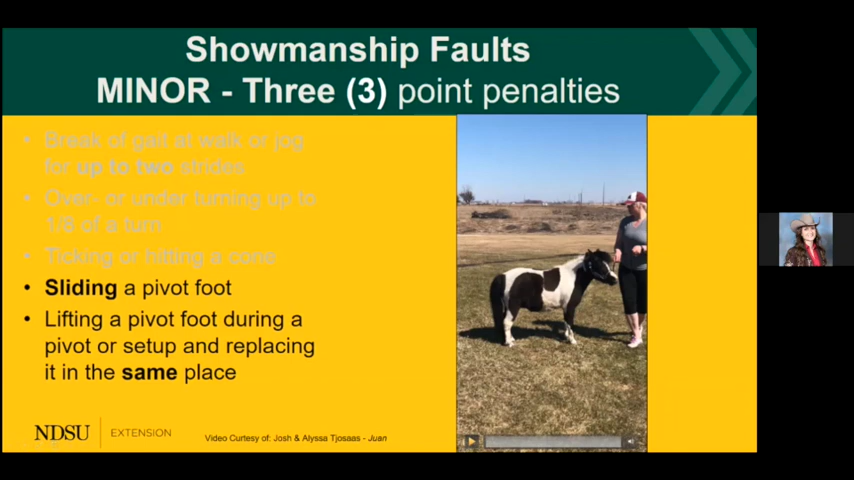 Showmanship Faults
MINOR - Three (3) point penalties
• Break of gait at walk or jog
for up to two strides
• Over- or under turning up to
1/8 of a turn
• Ticking or hitting a cone
• Sliding a pivot foot
• Lifting a pivot foot during a
pivot or setup and replacing
it in the same place
NDSU EXTENSION
Video Curtesy of: Josh & Alyssa Tjosaas - Juan